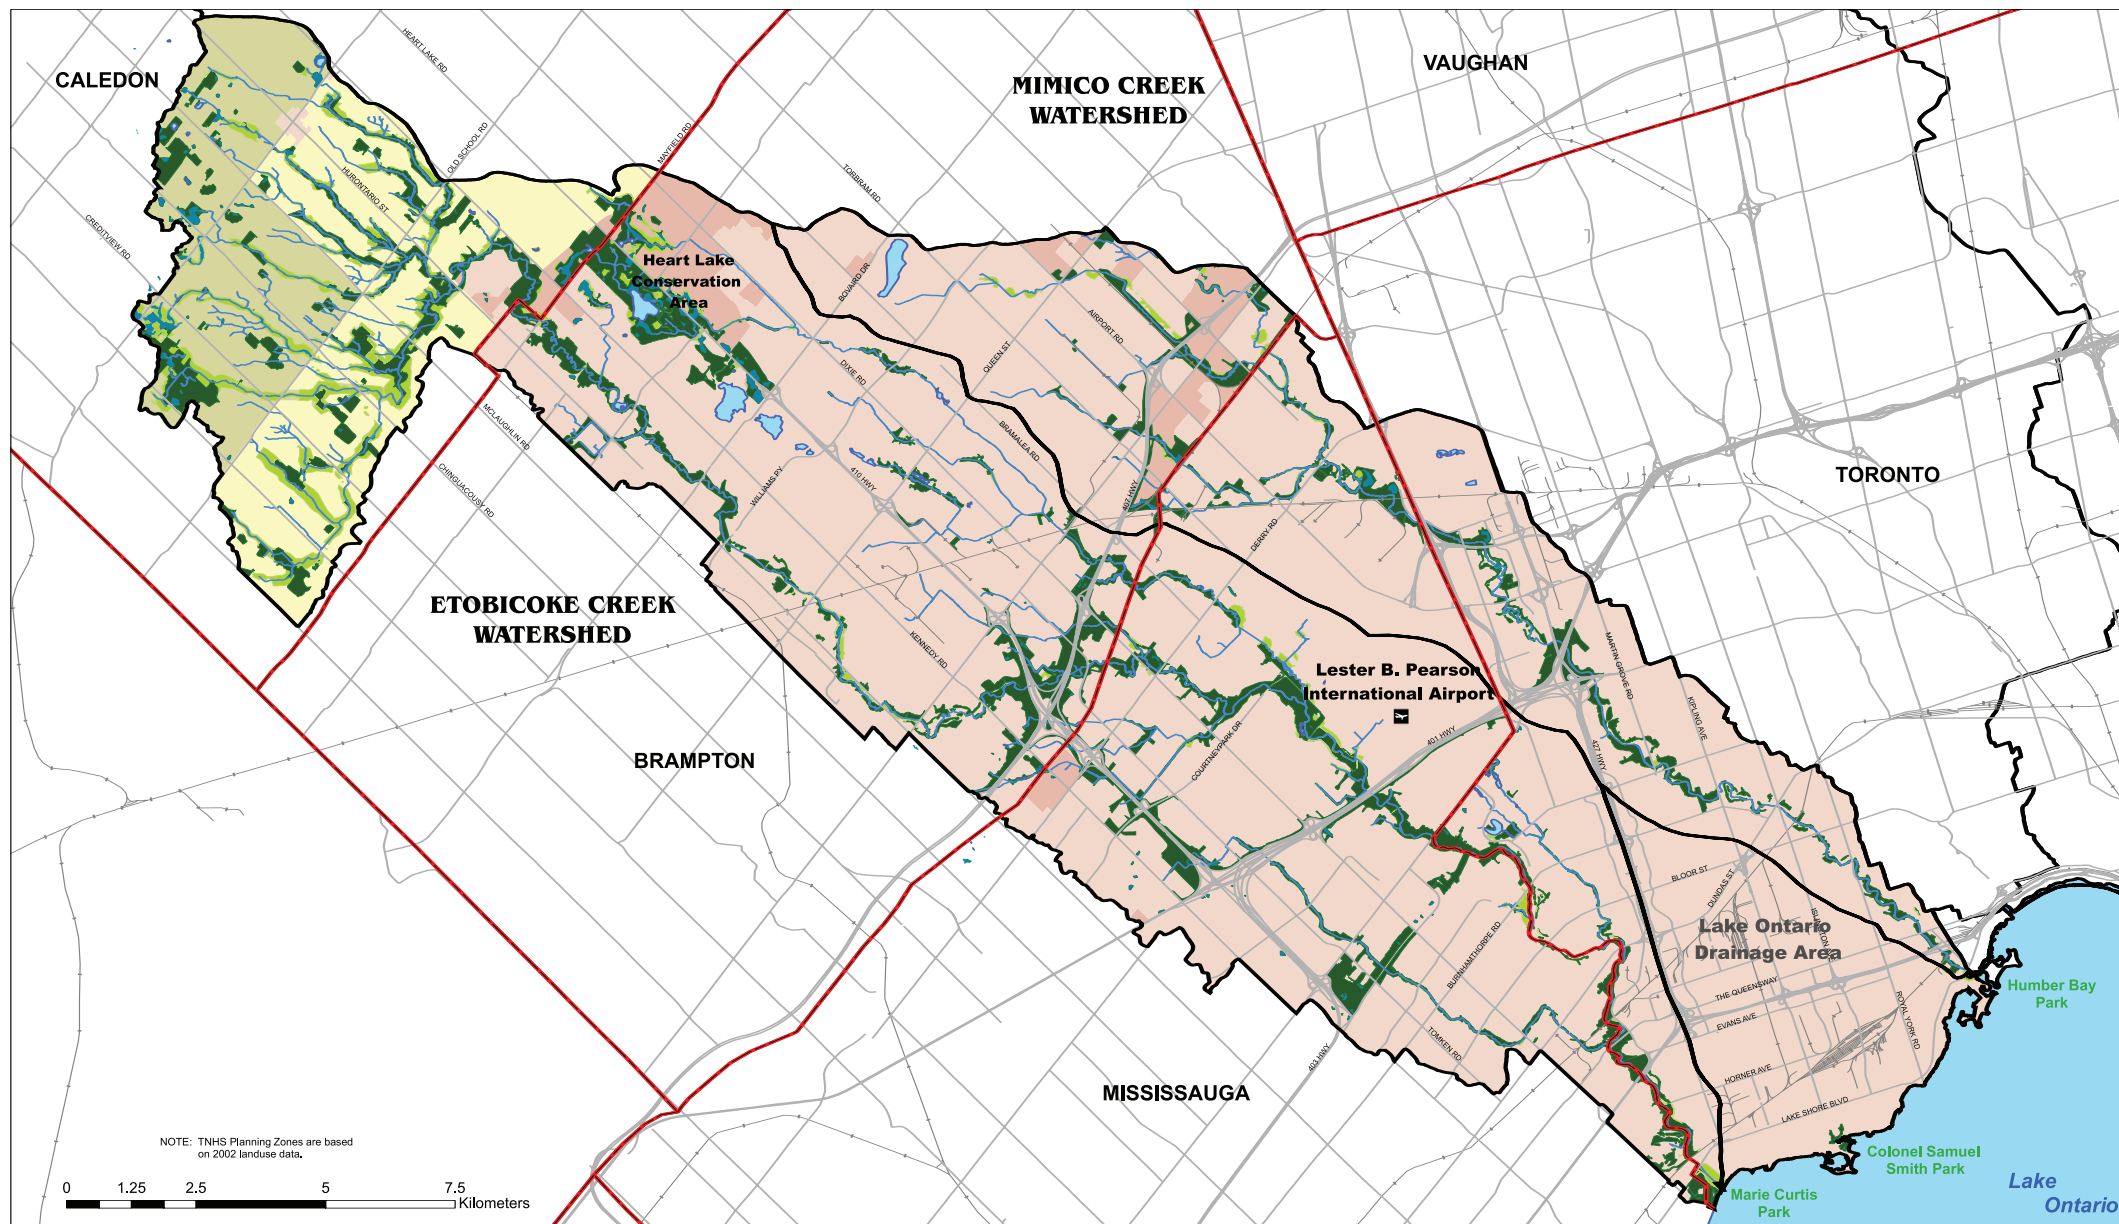 CALEDON
HEART LAKE RD
MIMICO CREEK
WATERSHED
VAUGHAN
OLD SCHOOL RD
MAYFIELD RD
TORBRAM RD
HURONTARIO ST
CREDITVIEW RD
Heart Lake
Conservation
Area
BOVAIRD DR
AIRPORT RD
QUEEN ST
DIXIE RD
MCLAUGHLIN RD
BRAMALEA RD
CHINGUACOUSY RD
WILLIAMS PY
410 HWY
407 HWY
TORONTO
DERRY RD
ETOBICOKE CREEK
WATERSHED
KENNEDY RD
MARTIN GROVE RD
Lester B. Pearson
International Airport
KIPLING AVE
COURTNEYPARK DR
401 HWY
427 HWY
BRAMPTON
BLOOR ST
DUNDAS ST
ISLINGTON AVE
Lake Ontario
Drainage Area
BURNHAMTHORPE RD
THE QUEENSWAY
EVANS AVE
ROYAL YORK RD
Humber Bay
Park
TOMKEN RD
403 HWY
HORNER AVE
LAKE SHORE BLVD
MISSISSAUGA
NOTE: TNHS Planning Zones are based
on 2002 landuse data.
Colonel Samuel
Smith Park
Marie Curtis
Park
Lake
Ontario
0 1.25 2.5 5 7.5
Kilometers